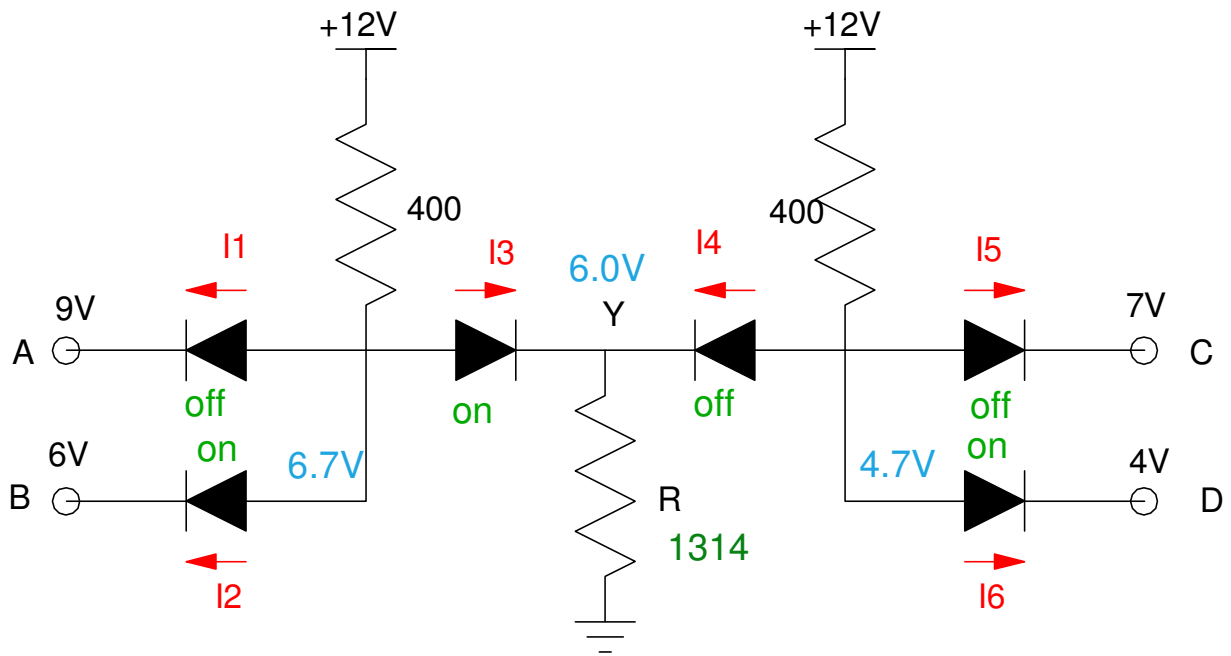 +12V
+12V
400
400
I1
I3
6.0V
I4
I5
9V
Y
7V
A
C
off
on
off
off
6V
on
6.7V
4.7V
on
4V
B
R
D
1314
I2
I6